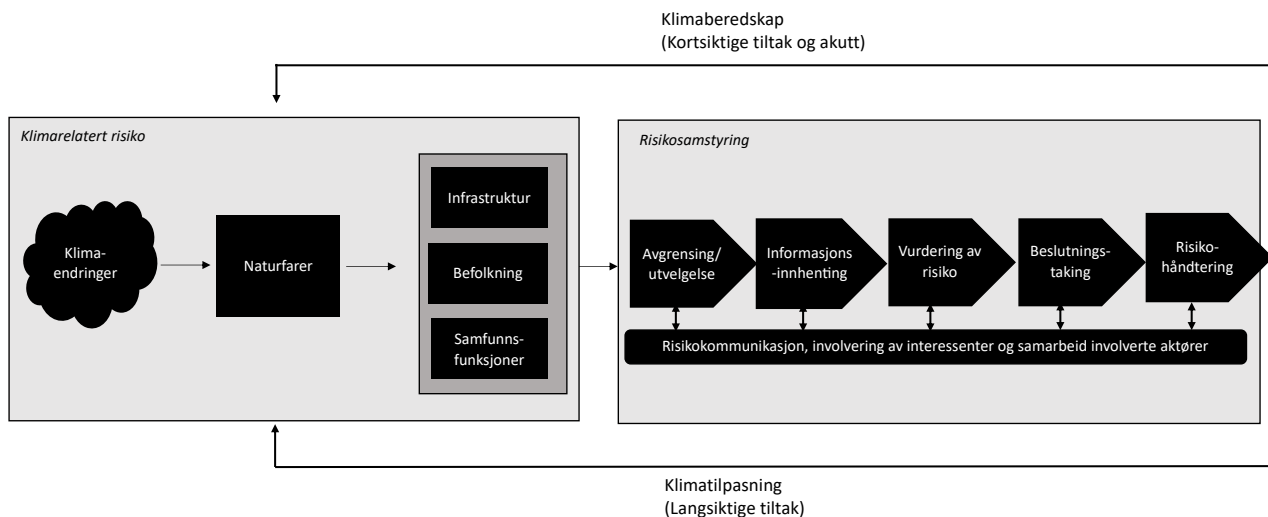 Klimaberedskap
(Kortsiktige tiltak og akutt)
Klimarelatert risiko
Klima-
endringer
Naturfarer
Infrastruktur
Befolkning
Samfunns-
funksjoner
Risikosamstyring
Avgrensing/
utvelgelse
Informasjons
-innhenting
Vurdering av
risiko
Beslutnings-
taking
Risiko-
håndtering
Risikokommunikasjon, involvering av interessenter og samarbeid involverte aktører
Klimatilpasning
(Langsiktige tiltak)